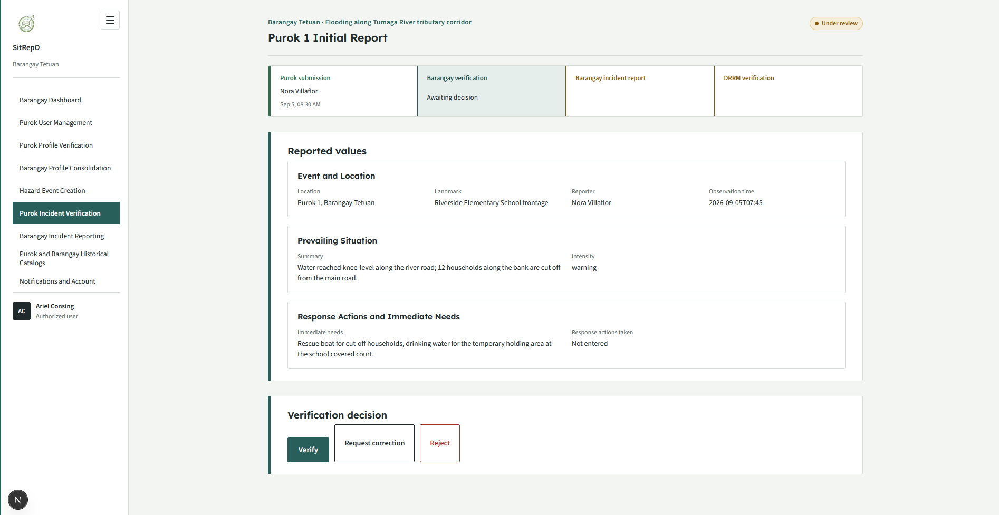 SR
SitRepO
Barangay Tetuan
Barangay Dashboard
Purok User Management
Purok Profile Verification
Barangay Profile Consolidation
Hazard Event Creation
Purok Incident Verification
Barangay Incident Reporting
Purok and Barangay Historical
Catalogs
Notifications and Account
AC
Ariel Consing
Authorized user
N
Barangay Tetuan · Flooding along Tumaga River tributary corridor
Under review
Purok 1 Initial Report
Purok submission
Nora Villaflor
Sep 5, 08:30 AM
Barangay verification
Awaiting decision
Barangay incident report
DRRM verification
Reported values
Event and Location
Location
Purok 1, Barangay Tetuan
Landmark
Riverside Elementary School frontage
Reporter
Nora Villaflor
Observation time
2026-09-05T07:45
Prevailing Situation
Summary
Water reached knee-level along the river road; 12 households along the bank are cut off
from the main road.
Intensity
warning
Response Actions and Immediate Needs
Immediate needs
Rescue boat for cut-off households, drinking water for the temporary holding area at
the school covered court.
Response actions taken
Not entered
Verification decision
Verify
Request correction
Reject